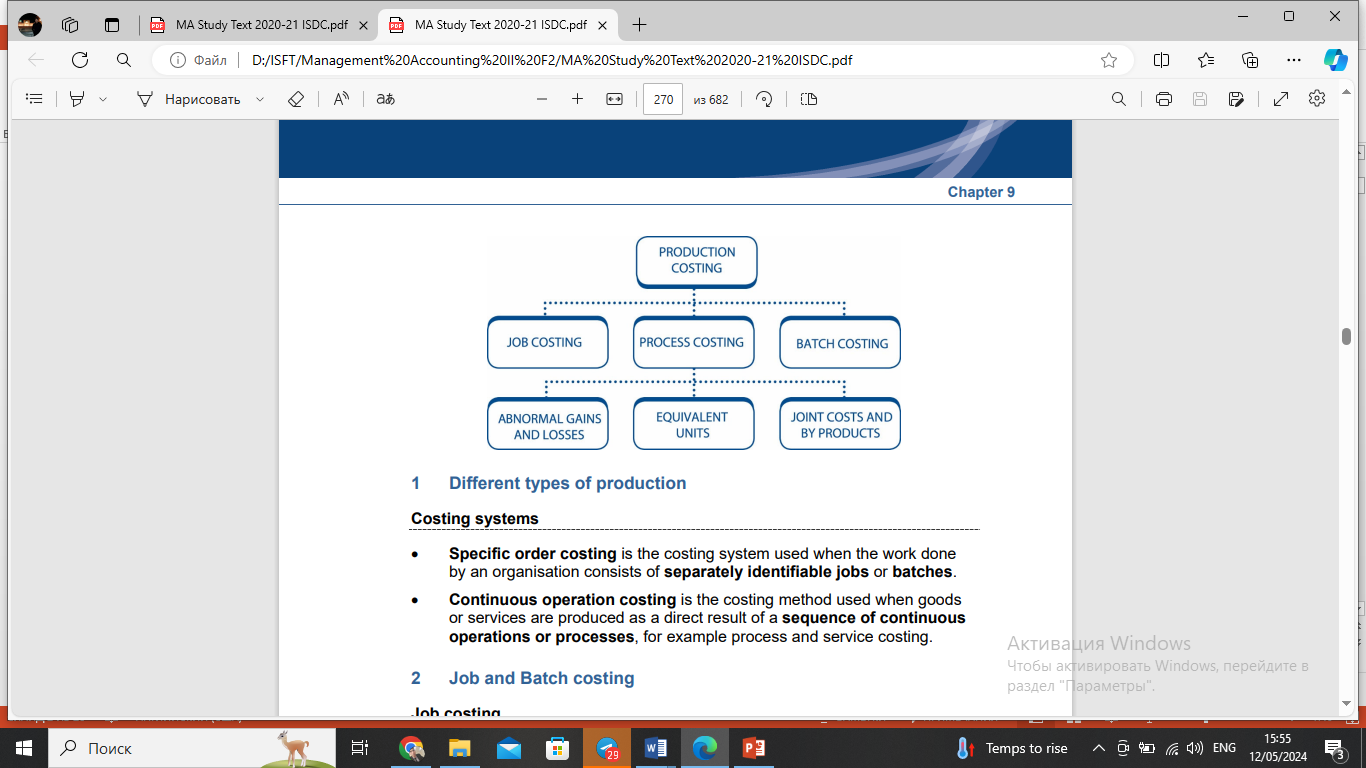 MA Study Text 2020-21 ISDC.pdf
MA Study Text 2020-21 ISDC.pdf
Файл
D:/ISFT/Management%20Accounting%20II%20F2/MA%20Study%20Text%202020-21%20ISDC.pdf
Нарисовать
аあ
270
из 682
Chapter 9
PRODUCTION
COSTING
JOB COSTING
PROCESS COSTING
BATCH COSTING
ABNORMAL GAINS
AND LOSSES
EQUIVALENT
UNITS
JOINT COSTS AND
BY PRODUCTS
1 Different types of production
Costing systems
• Specific order costing is the costing system used when the work done
by an organisation consists of separately identifiable jobs or batches.
• Continuous operation costing is the costing method used when goods
or services are produced as a direct result of a sequence of continuous
operations or processes, for example process and service costing.
2 Job and Batch costing
Job costing
Активация Windows
Чтобы активировать Windows, перейдите в
раздел "Параметры".
Поиск
29
Temps to rise
ENG
15:55
12/05/2024
3